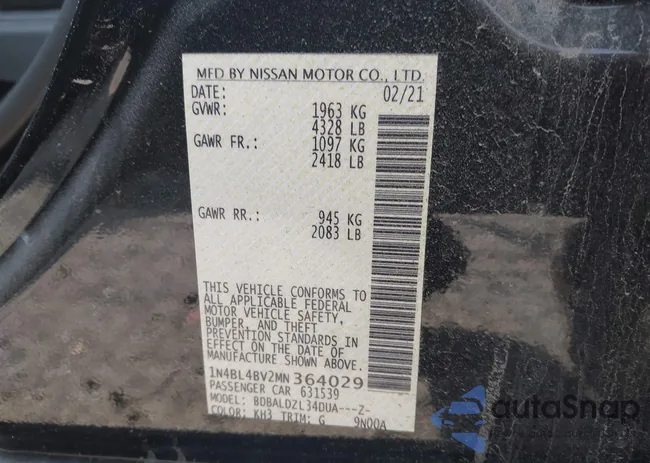 MFD BY NISSAN MOTOR CO., LTD.
DATE: 02/21
GVWR: 1963 KG
4328 LB
GAWR FR.: 1097 KG
2418 LB
GAWR RR.: 945 KG
2083 LB
THIS VEHICLE CONFORMS TO
ALL APPLICABLE FEDERAL
MOTOR VEHICLE SAFETY,
BUMPER, AND THEFT
PREVENTION STANDARDS IN
EFFECT ON THE DATE OF
MANUFACTURE SHOWN ABOVE.
1N4BL4BV2MN364029
PASSENGER CAR 631539
MODEL: BDBALDZL34DUA---Z-
COLOR: KH3 TRIM: G 9N00A
autoSnap